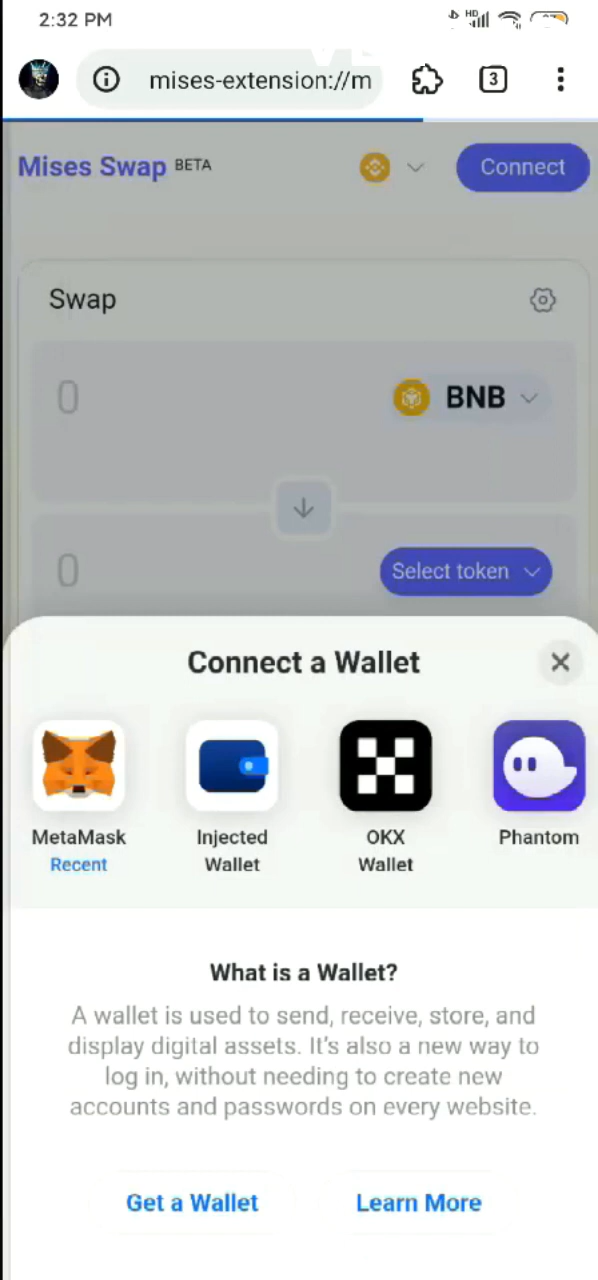 2:32 PM
HD
mises-extension://m
3
Mises Swap BETA
Connect
Swap
0
BNB
0
Select token
Connect a Wallet
MetaMask
Recent
Injected
Wallet
OKX
Wallet
Phantom
What is a Wallet?
A wallet is used to send, receive, store, and
display digital assets. It's also a new way to
log in, without needing to create new
accounts and passwords on every website.
Get a Wallet
Learn More